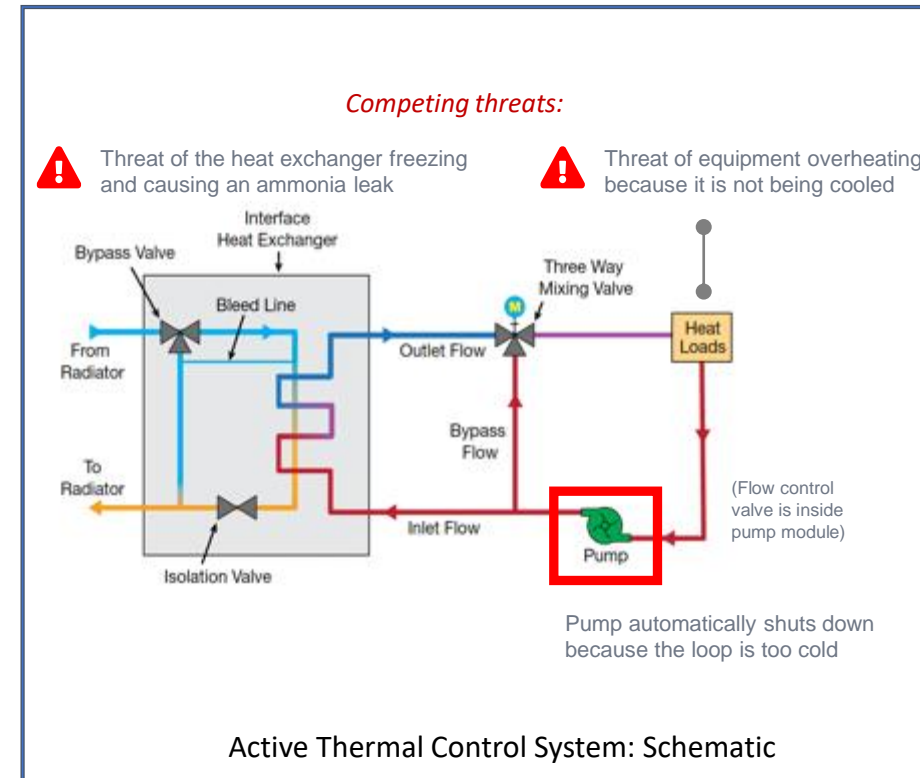 Competing threats:
Threat of the heat exchanger freezing
and causing an ammonia leak
Threat of equipment overheating
because it is not being cooled
Interface
Heat Exchanger
Bypass Valve
Bleed Line
Three Way
Mixing Valve
M
From
Radiator
Outlet Flow
Heat
Loads
Bypass
Flow
To
Radiator
Inlet Flow
(Flow control
valve is inside
pump module)
Pump
Isolation Valve
Pump automatically shuts down
because the loop is too cold
Active Thermal Control System: Schematic